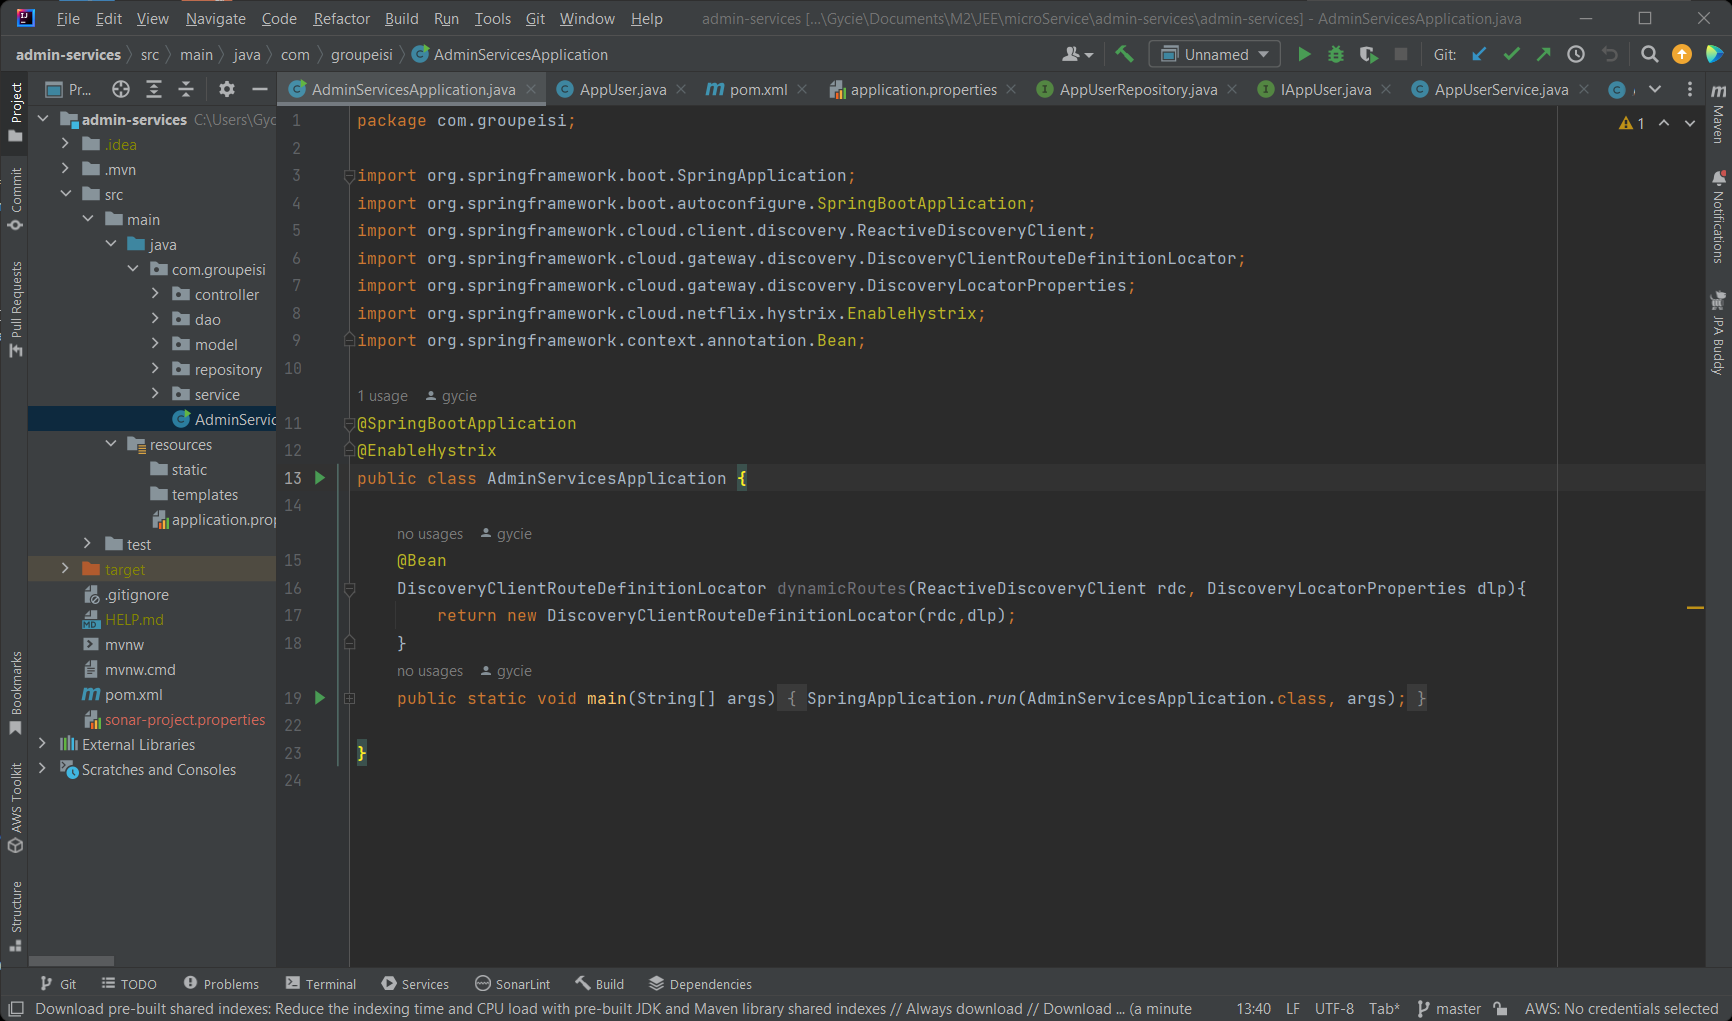 File Edit View Navigate Code Refactor Build Run Tools Git Window Help admin-services [...\Gycie\Documents\M2\JEE\microService\admin-services\admin-services] - AdminServicesApplication.java
admin-services src main java com groupeisi AdminServicesApplication Unnamed Git:
Project Pr... AdminServicesApplication.java AppUser.java pom.xml application.properties AppUserRepository.java IAppUser.java AppUserService.java
admin-services C:\Users\Gyc
.idea
.mvn
src
main
java
com.groupeisi
controller
dao
model
repository
service
AdminServic
resources
static
templates
application.prop
test
target
.gitignore
HELP.md
mvnw
mvnw.cmd
pom.xml
sonar-project.properties
External Libraries
Scratches and Consoles
Commit
Pull Requests
Bookmarks
AWS Toolkit
Structure
1 package com.groupeisi;
2
3 import org.springframework.boot.SpringApplication;
4 import org.springframework.boot.autoconfigure.SpringBootApplication;
5 import org.springframework.cloud.client.discovery.ReactiveDiscoveryClient;
6 import org.springframework.cloud.gateway.discovery.DiscoveryClientRouteDefinitionLocator;
7 import org.springframework.cloud.gateway.discovery.DiscoveryLocatorProperties;
8 import org.springframework.cloud.netflix.hystrix.EnableHystrix;
9 import org.springframework.context.annotation.Bean;
10
1 usage gycie
11 @SpringBootApplication
12 @EnableHystrix
13 public class AdminServicesApplication {
14
no usages gycie
15 @Bean
16 DiscoveryClientRouteDefinitionLocator dynamicRoutes(ReactiveDiscoveryClient rdc, DiscoveryLocatorProperties dlp){
17 return new DiscoveryClientRouteDefinitionLocator(rdc,dlp);
18 }
no usages gycie
19 public static void main(String[] args) { SpringApplication.run(AdminServicesApplication.class, args); }
22
23 }
24
1
Maven
Notifications
JPA Buddy
Git TODO Problems Terminal Services SonarLint Build Dependencies
Download pre-built shared indexes: Reduce the indexing time and CPU load with pre-built JDK and Maven library shared indexes // Always download // Download ... (a minute 13:40 LF UTF-8 Tab* master AWS: No credentials selected